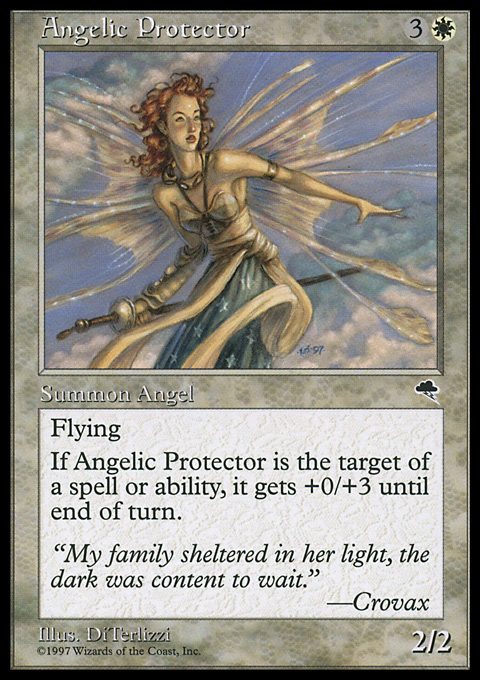 Angelic Protector 3
Summon Angel
Flying
If Angelic Protector is the target of
a spell or ability, it gets +0/+3 until
end of turn.
“My family sheltered in her light, the
dark was content to wait.”
—Crovax
Illus. DiTerlizzi
©1997 Wizards of the Coast, Inc.
2/2